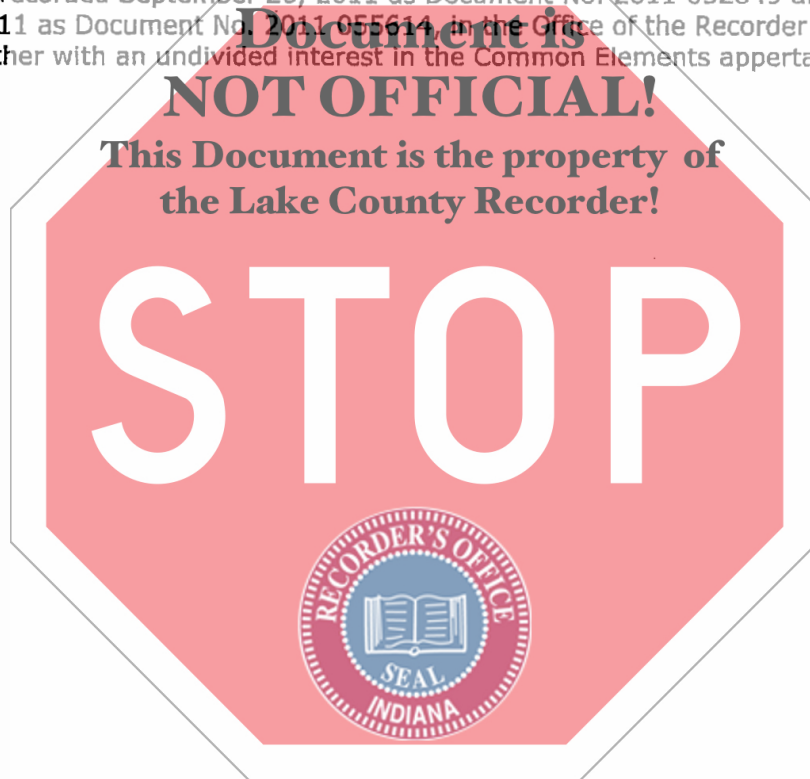 11 as Document No. 2011 055614, in the Office of the Recorder
ther with an undivided interest in the Common Elements apperta
Document is
NOT OFFICIAL!
This Document is the property of
the Lake County Recorder!
STOP
RECORDER'S OFFICE
SEAL
INDIANA